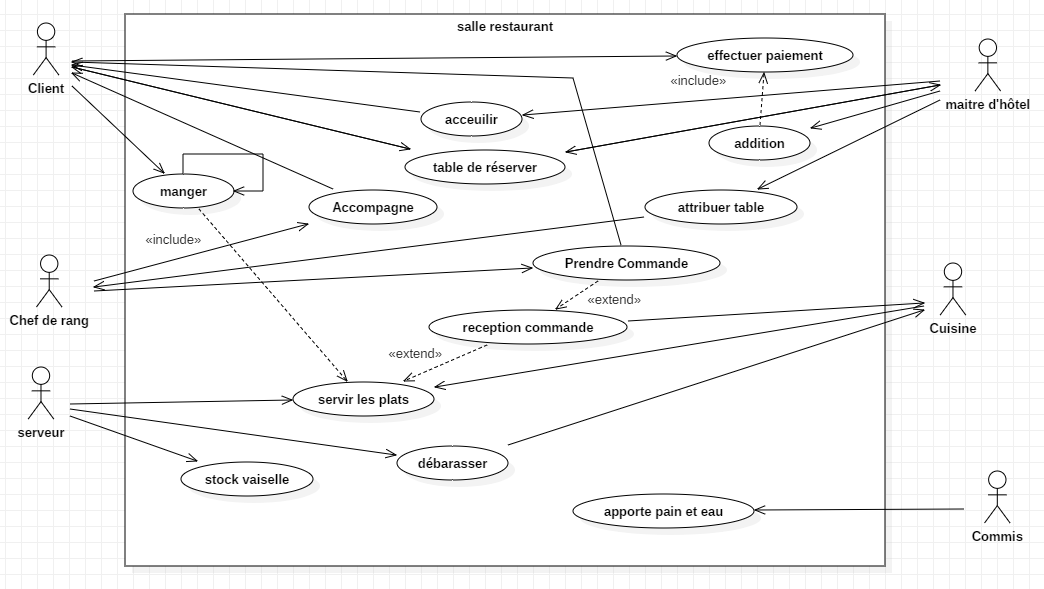 salle restaurant
effectuer paiement
«include»
Client
maitre d'hôtel
acceuilir
addition
table de réserver
manger
Accompagne
attribuer table
«include»
Prendre Commande
«extend»
Chef de rang
reception commande
Cuisine
«extend»
servir les plats
serveur
débarasser
stock vaiselle
apporte pain et eau
Commis